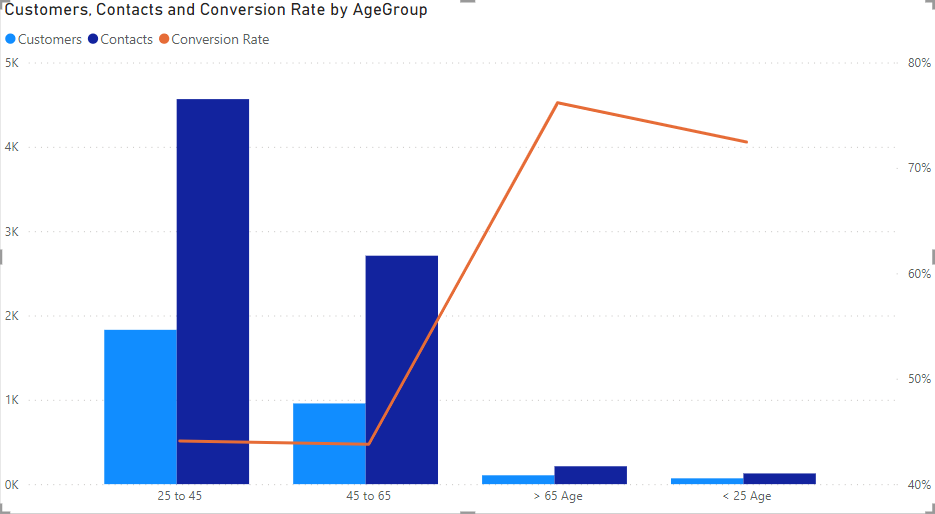 Customers, Contacts and Conversion Rate by AgeGroup
Customers Contacts Conversion Rate
5K 80%
4K
70%
3K
60%
2K
50%
1K
0K 40%
25 to 45 45 to 65 > 65 Age < 25 Age